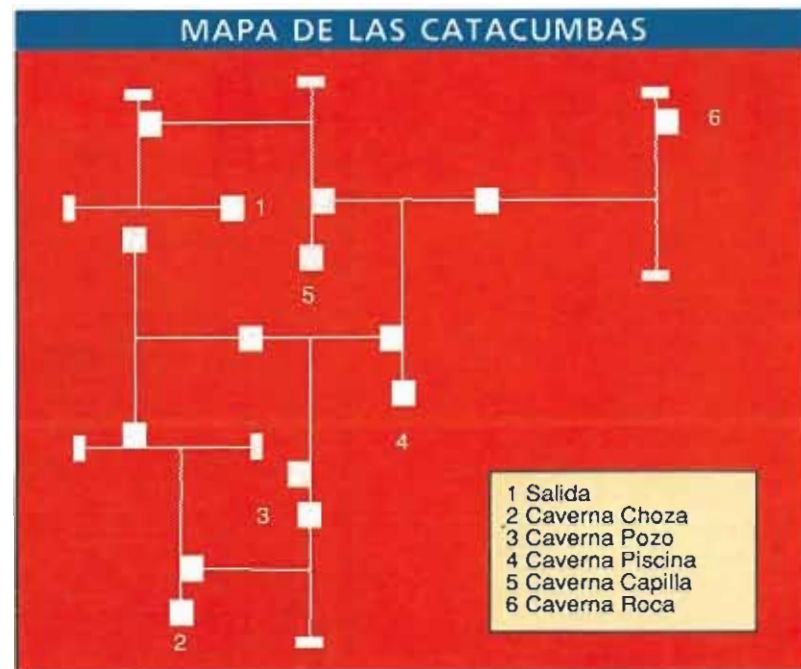 MAPA DE LAS CATACUMBAS
6
1
5
4
3
2
1 Salida
2 Caverna Choza
3 Caverna Pozo
4 Caverna Piscina
5 Caverna Capilla
6 Caverna Roca